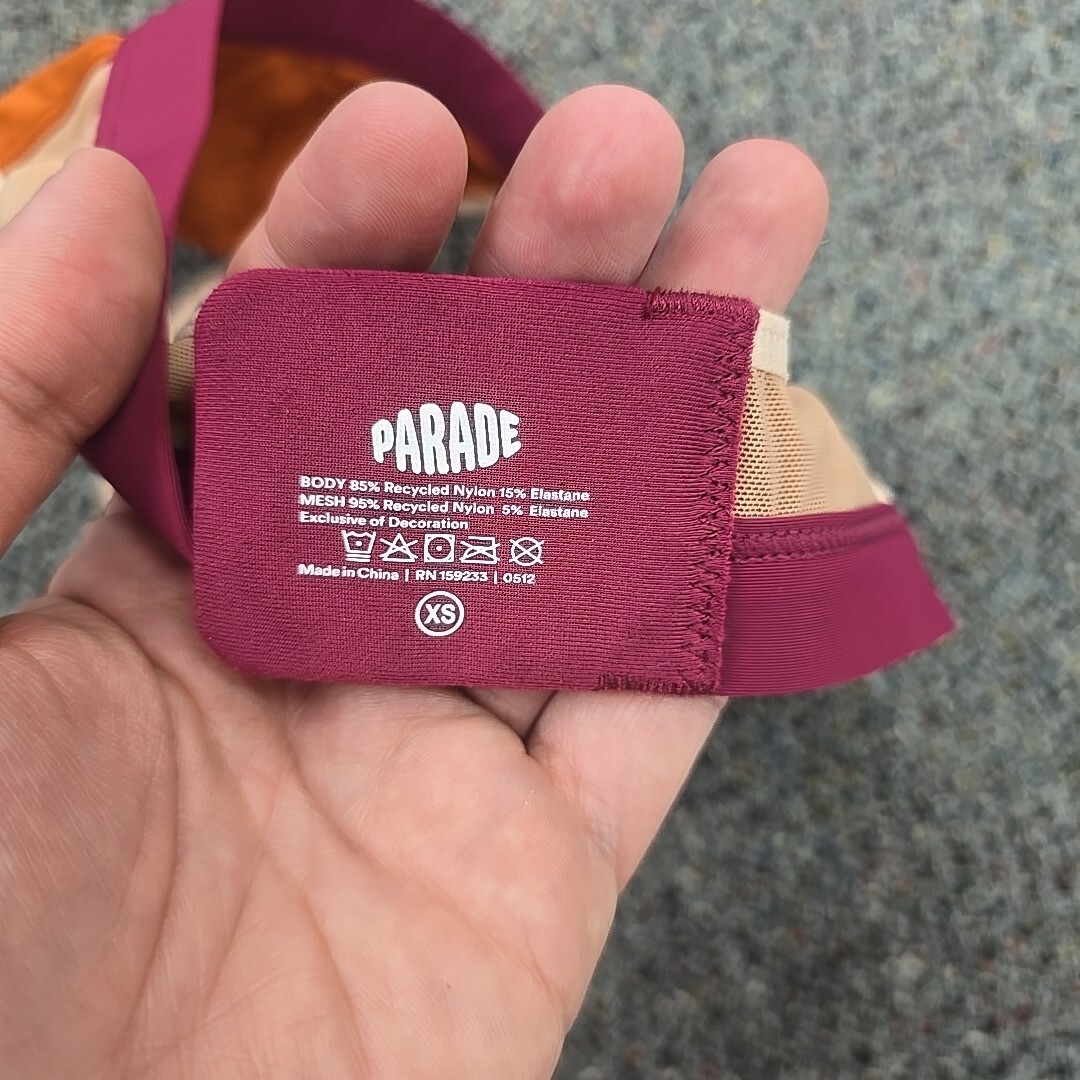 PARADE
BODY 85% Recycled Nylon 15% Elastane
MESH 95% Recycled Nylon 5% Elastane
Exclusive of Decoration
Made in China | RN 159233 | 0512
XS